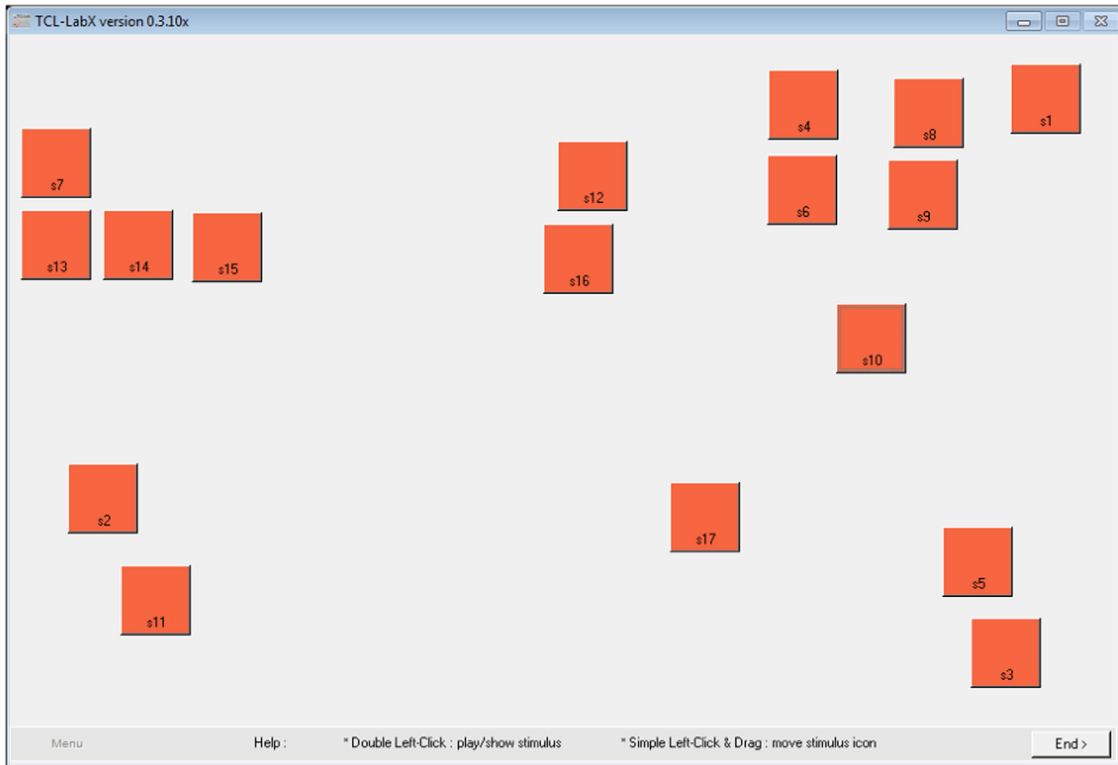 TCL-LabX version 0.3.10x
s4
s8
s1
s7
s12
s6
s9
s13
s14
s15
s16
s10
s2
s17
s5
s11
s3
Menu
Help :
* Double Left-Click : play/show stimulus
* Simple Left-Click & Drag : move stimulus icon
End >